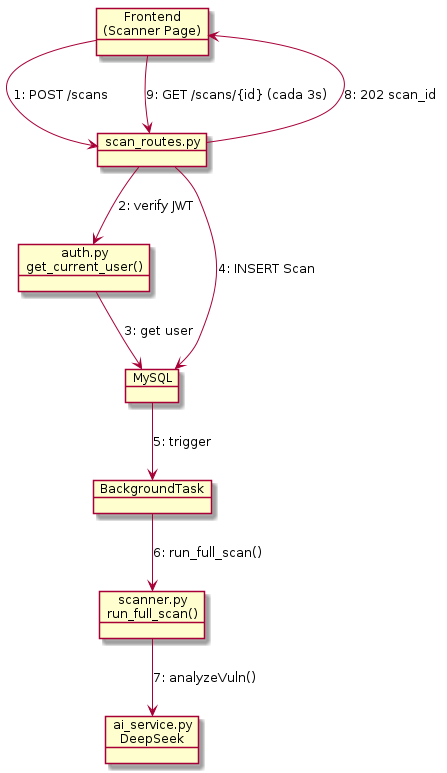 Frontend
(Scanner Page)
1: POST /scans
9: GET /scans/{id} (cada 3s)
8: 202 scan_id
scan_routes.py
2: verify JWT
auth.py
get_current_user()
4: INSERT Scan
3: get user
MySQL
5: trigger
BackgroundTask
6: run_full_scan()
scanner.py
run_full_scan()
7: analyzeVuln()
ai_service.py
DeepSeek